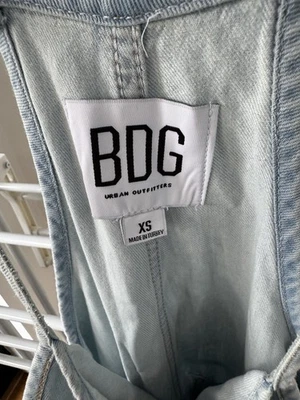 BDG
URBAN OUTFITTERS
XS
MADE IN TURKEY